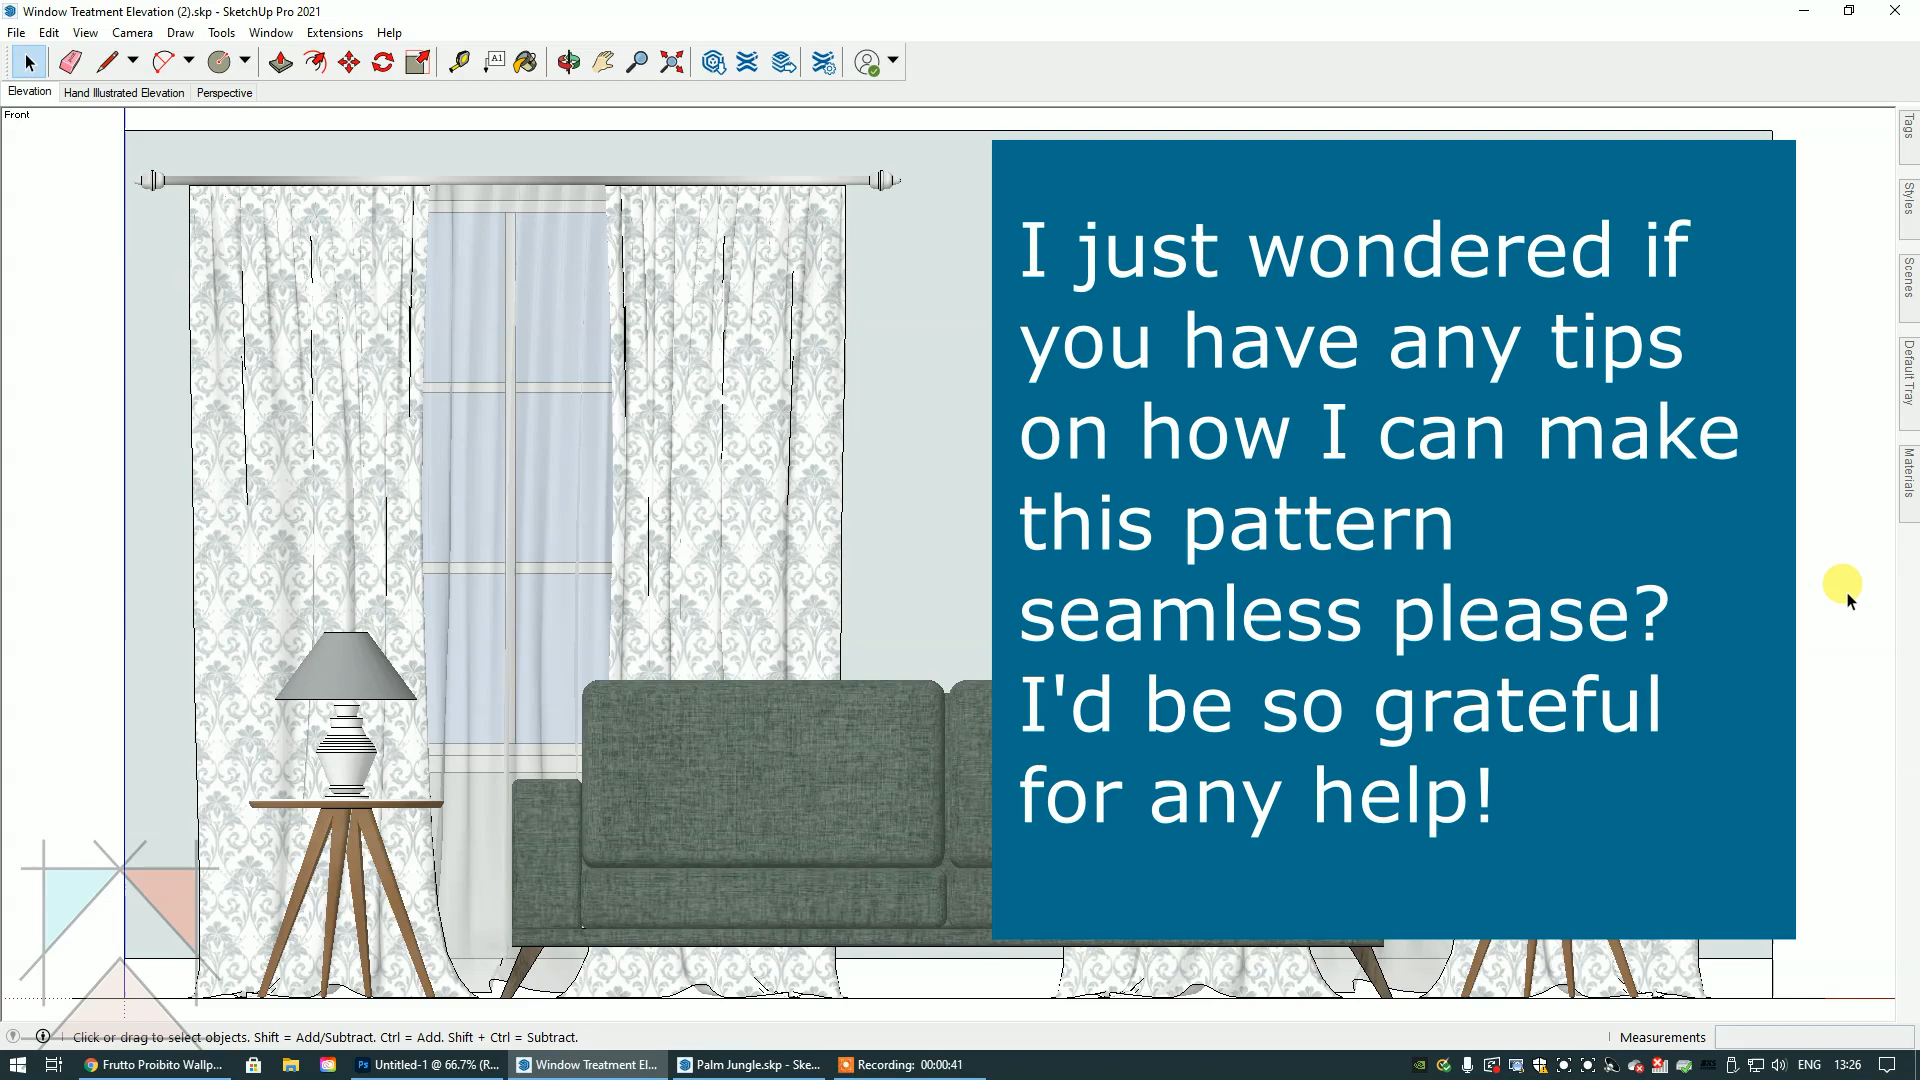 Window Treatment Elevation (2).skp - SketchUp Pro 2021
File Edit View Camera Draw Tools Window Extensions Help
A1
Elevation Hand Illustrated Elevation Perspective
Front
Tags
Styles
Scenes
Default Tray
Materials
I just wondered if
you have any tips
on how I can make
this pattern
seamless please?
I'd be so grateful
for any help!
Click or drag to select objects. Shift = Add/Subtract. Ctrl = Add. Shift + Ctrl = Subtract.
Measurements
Frutto Proibito Wallp...
Ps Untitled-1 @ 66.7% (R...
Window Treatment El...
Palm Jungle.skp - Ske...
Recording: 00:00:41
ENG 13:26